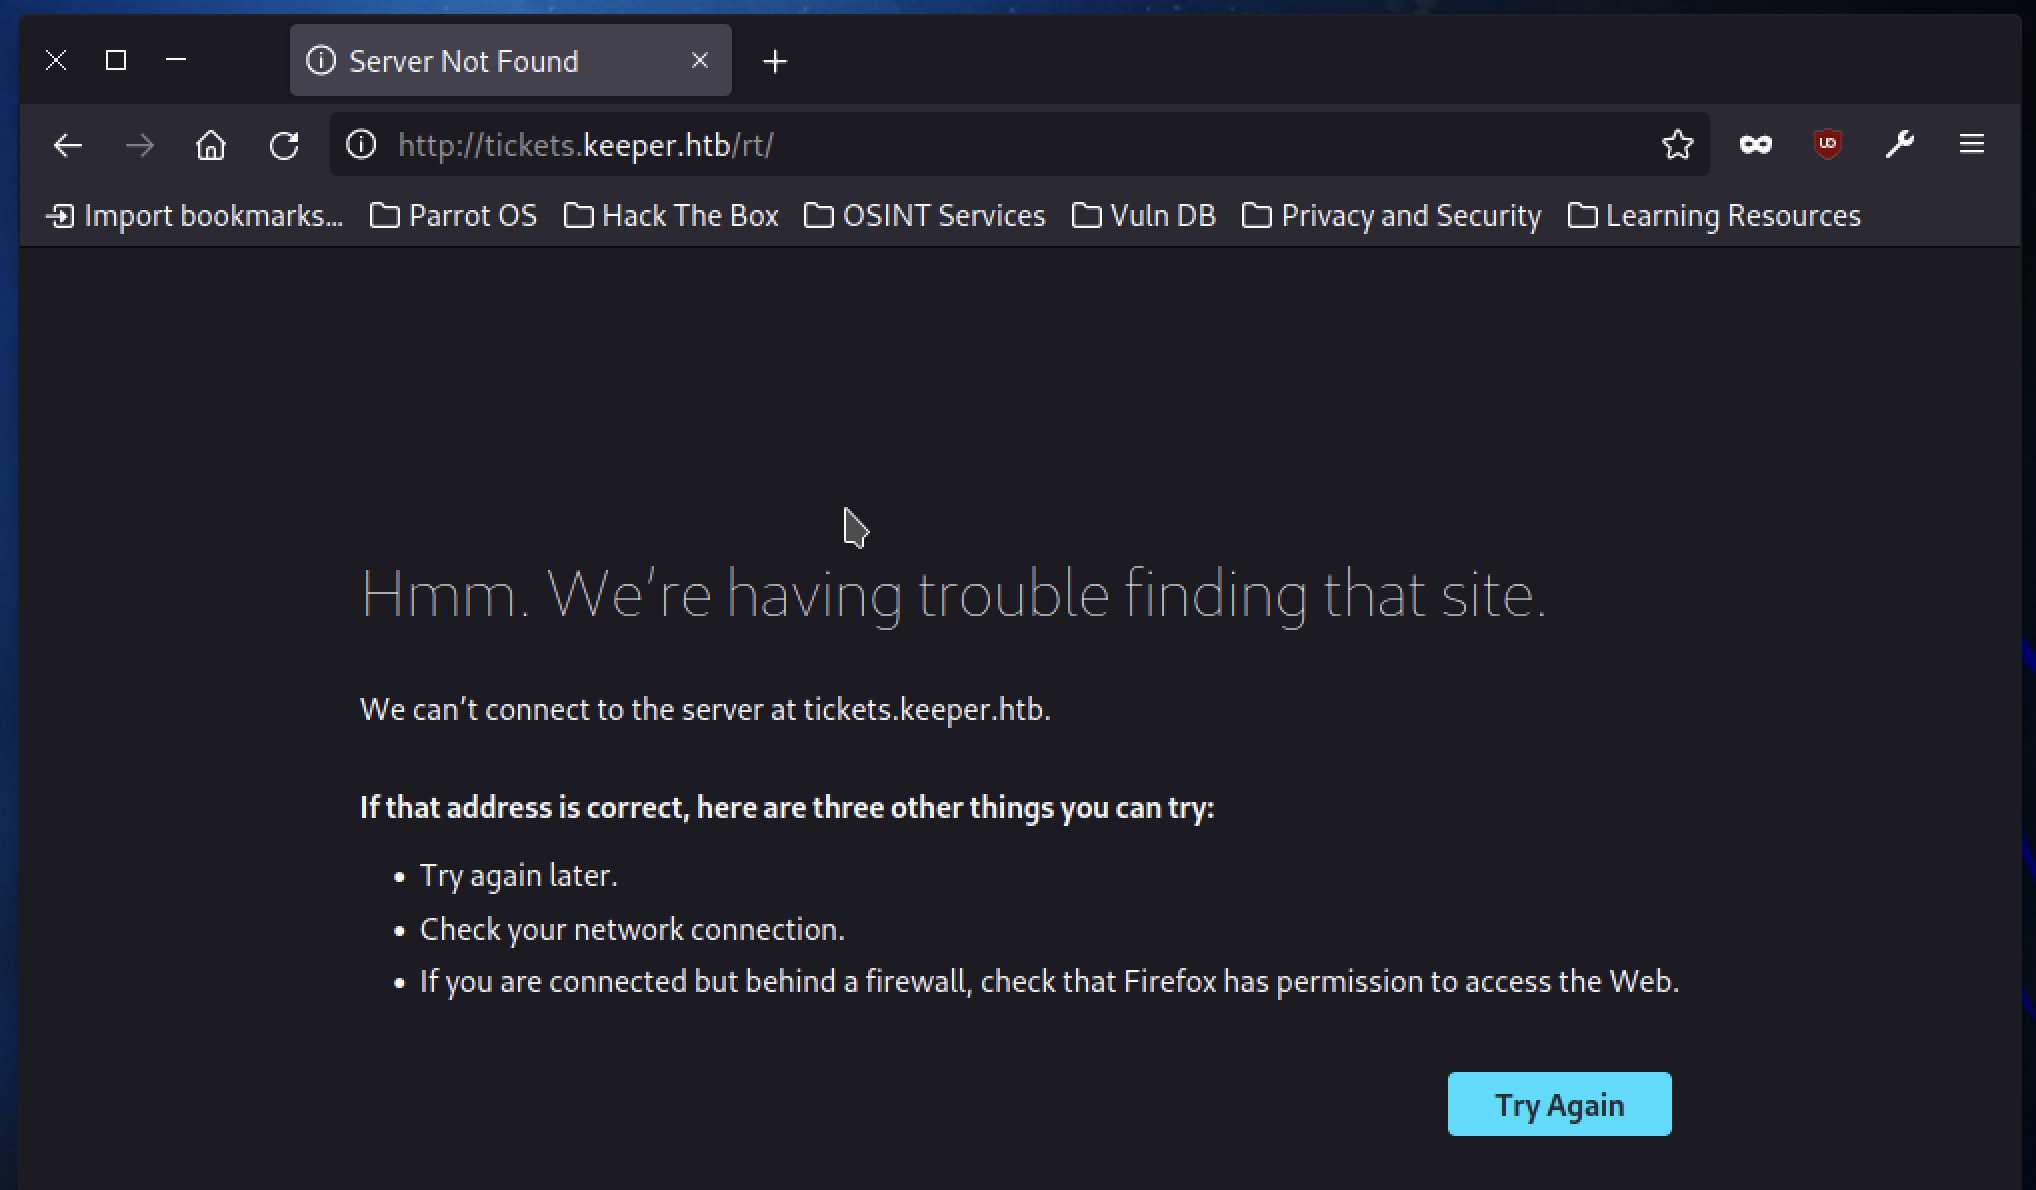 Server Not Found
http://tickets.keeper.htb/rt/
Import bookmarks... Parrot OS Hack The Box OSINT Services Vuln DB Privacy and Security Learning Resources
Hmm. We're having trouble finding that site.
We can't connect to the server at tickets.keeper.htb.
If that address is correct, here are three other things you can try:
• Try again later.
• Check your network connection.
• If you are connected but behind a firewall, check that Firefox has permission to access the Web.
Try Again